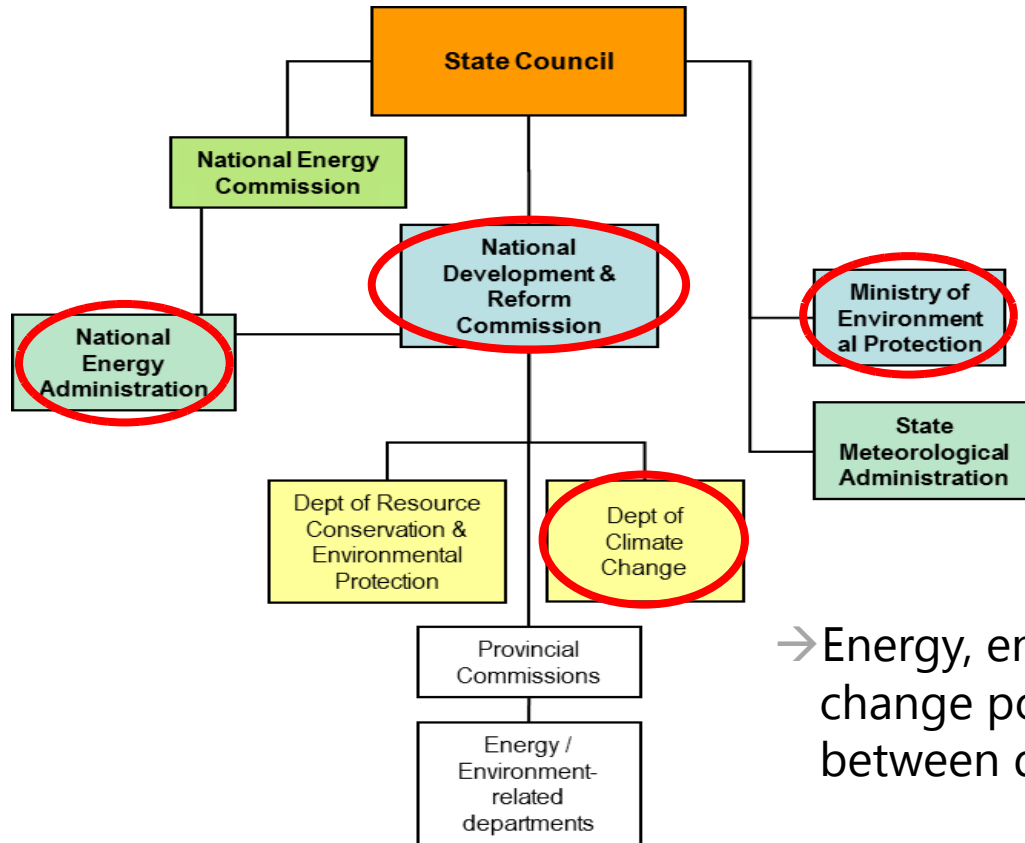 State Council
National Energy
Commission
National
Development &
Reform
Commission
Ministry of
Environment
al Protection
National
Energy
Administration
State
Meteorological
Administration
Dept of Resource
Conservation &
Environmental
Protection
Dept of
Climate
Change
Provincial
Commissions
Energy /
Environment-
related
departments
→Energy,
change
between